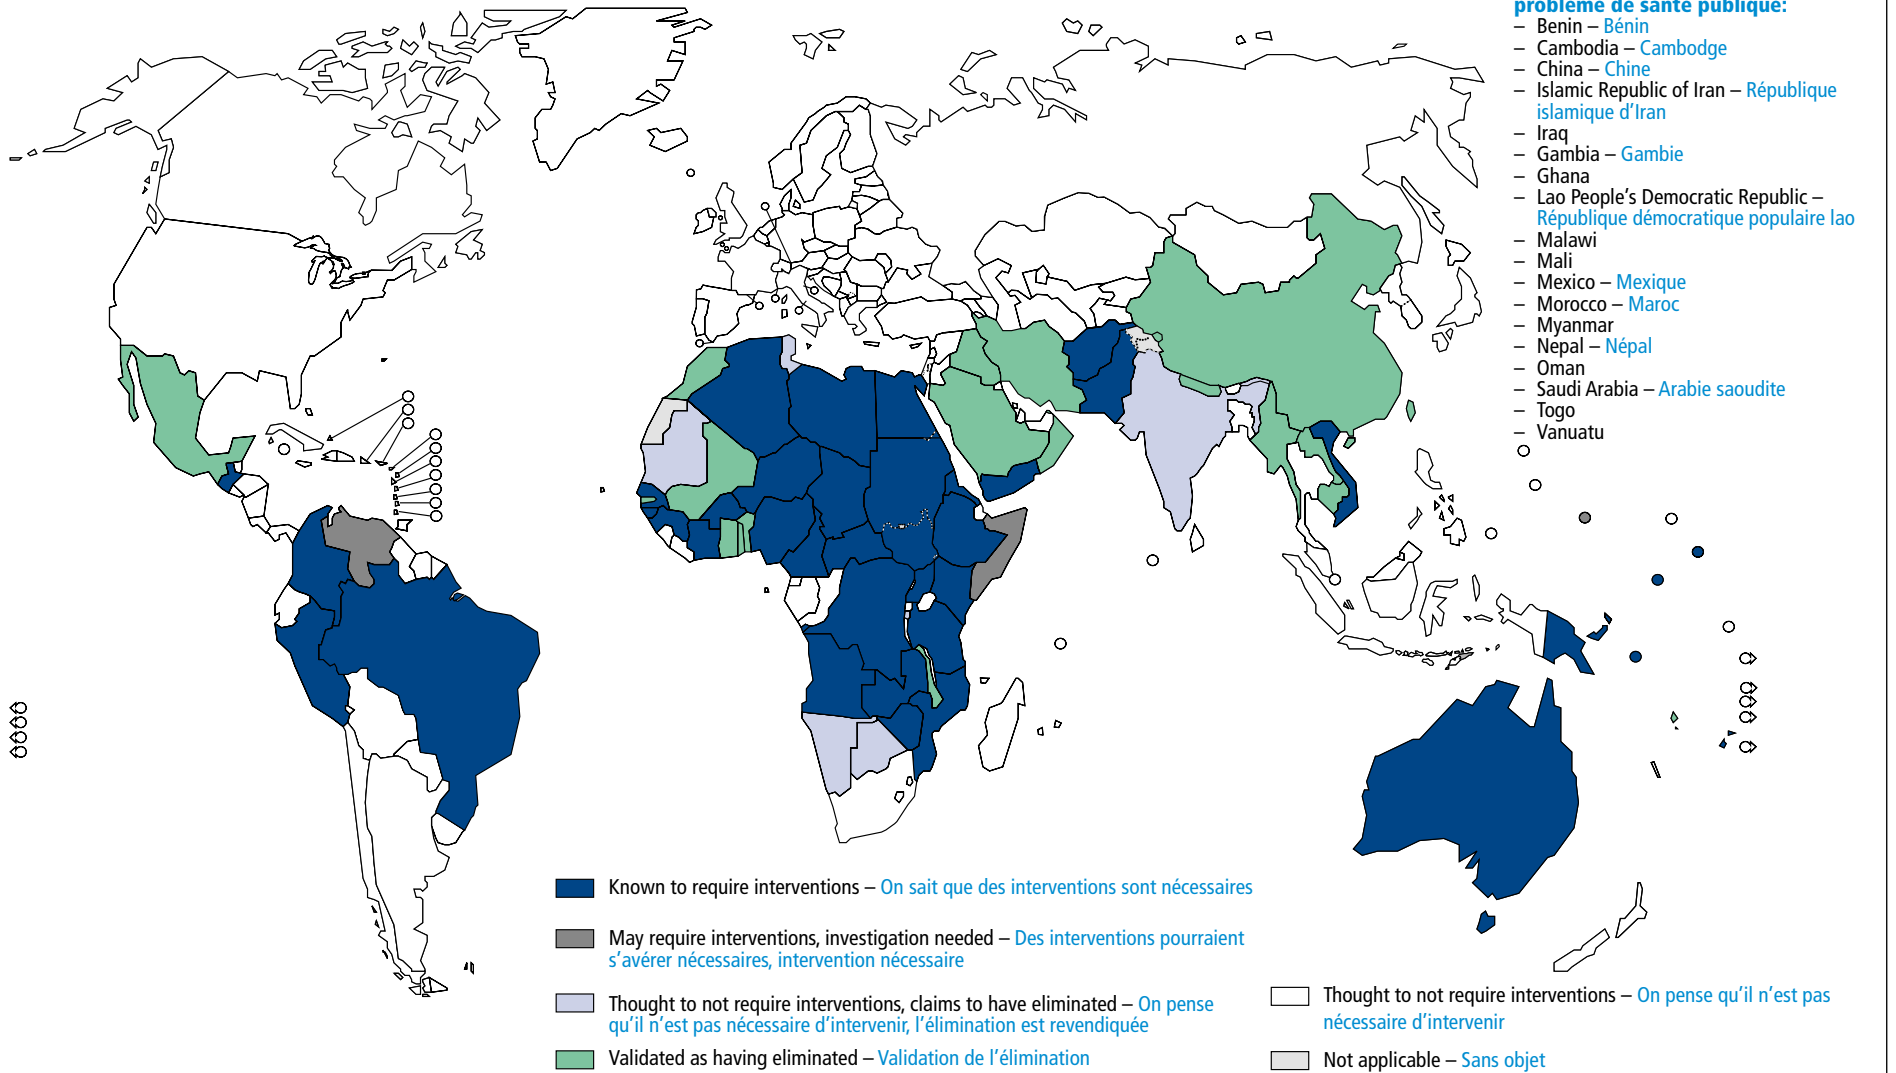 problème de santé publique:
– Benin – Bénin
– Cambodia – Cambodge
– China – Chine
– Islamic Republic of Iran – République
islamique d’Iran
– Iraq
– Gambia – Gambie
– Ghana
– Lao People’s Democratic Republic –
République démocratique populaire lao
– Malawi
– Mali
– Mexico – Mexique
– Morocco – Maroc
– Myanmar
– Nepal – Népal
– Oman
– Saudi Arabia – Arabie saoudite
– Togo
– Vanuatu
Known to require interventions – On sait que des interventions sont nécessaires
May require interventions, investigation needed – Des interventions pourraient
s’avérer nécessaires, intervention nécessaire
Thought to not require interventions, claims to have eliminated – On pense
qu’il n’est pas nécessaire d’intervenir, l’élimination est revendiquée
Validated as having eliminated – Validation de l’élimination
Thought to not require interventions – On pense qu’il n’est pas
nécessaire d’intervenir
Not applicable – Sans objet